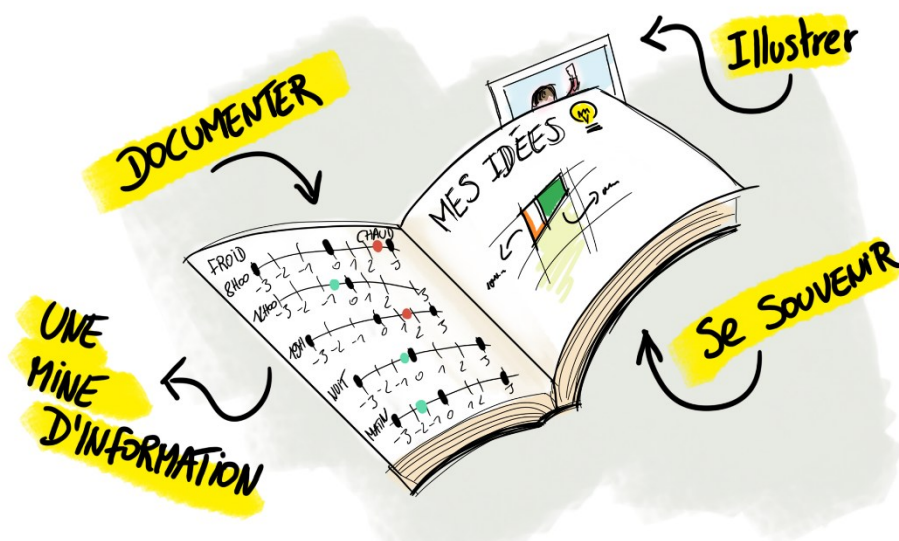 Illustrer
DOCUMENTER
MES IDÉES
FROID
CHAUD
8H00
-3 -2 -1 0 1 2 3
12H00
-3 -2 -1 0 1 2 3
-3 -2 -1 0 1 2 3
NUIT
-3 -2 -1 0 1 2 3
MATIN
-3 -2 -1 0 1 2 3
Se SOUVENIR
UNE
MINE
D'INFORMATION